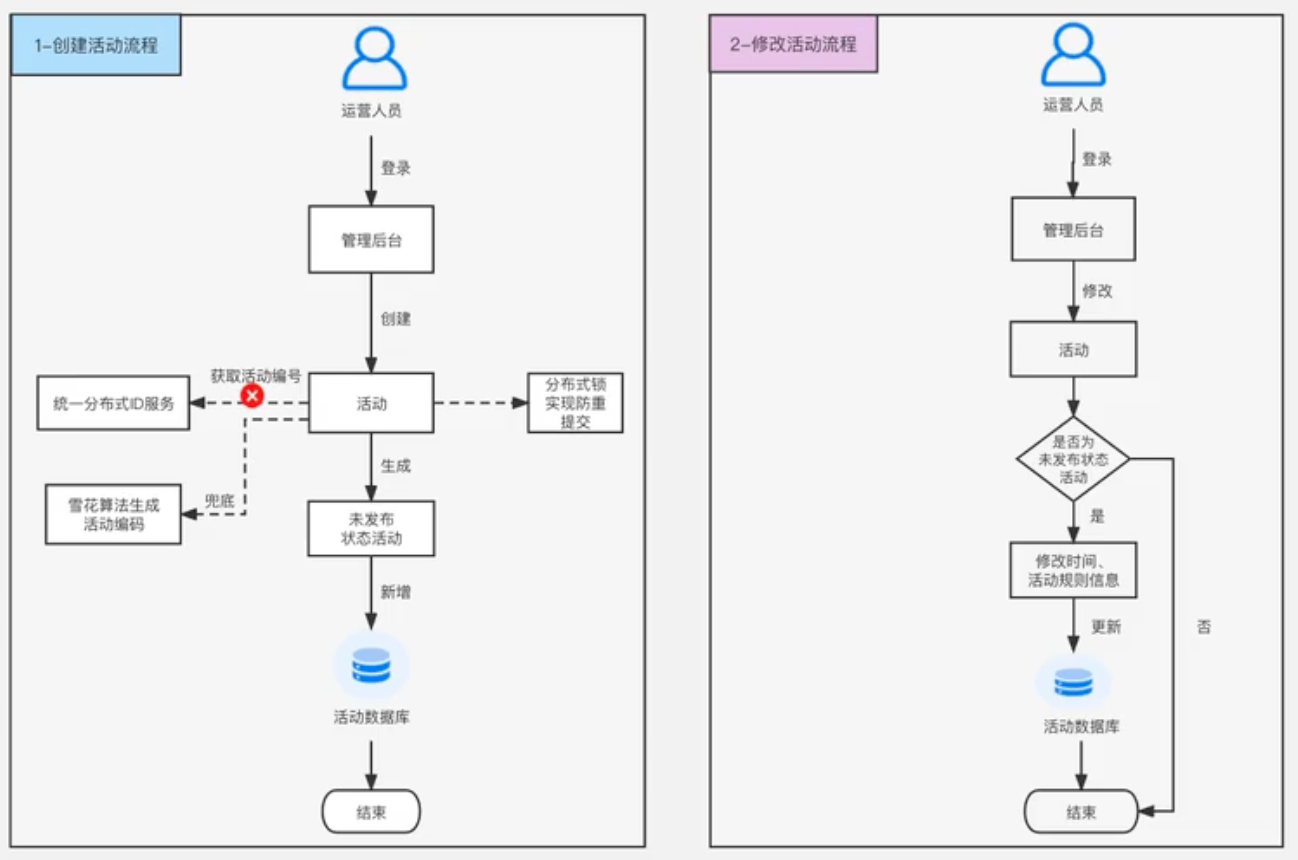 1-创建活动流程
运营人员
登录
管理后台
创建
获取活动编号
统一分布式ID服务
活动
分布式锁
实现防重
提交
生成
兜底
雪花算法生成
活动编码
未发布
状态活动
新增
活动数据库
结束
2-修改活动流程
运营人员
登录
管理后台
修改
活动
是否为
未发布状态
活动
是
修改时间、
活动规则信息
更新
否
活动数据库
结束